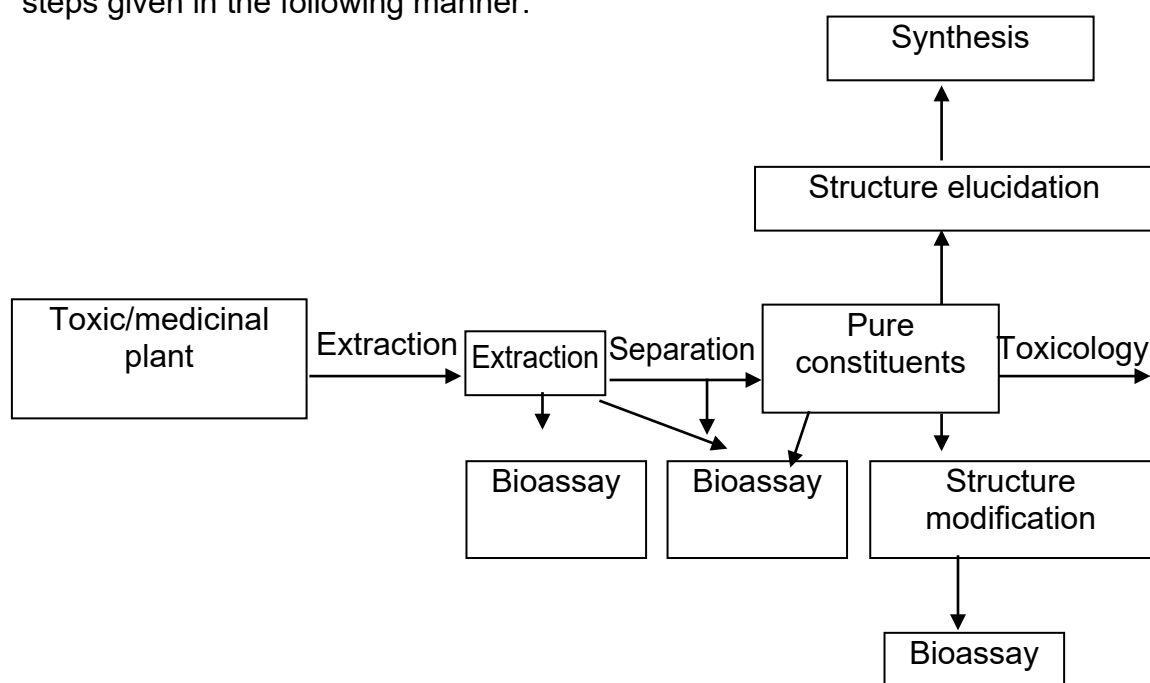 steps given in the following manner:
Synthesis
Structure elucidation
Toxic/medicinal
plant
Extraction
Extraction
Separation
Pure
constituents
Toxicology
Bioassay
Bioassay
Structure
modification
Bioassay